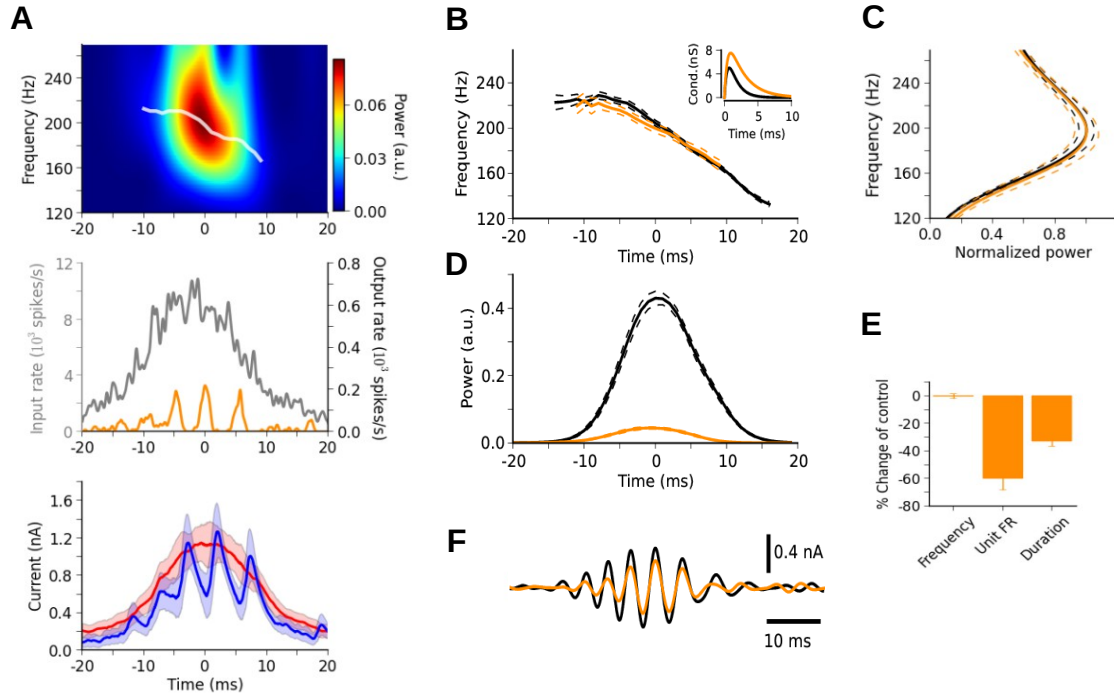 A
Frequency (Hz)
240
200
160
120
-20
-10
0
10
20
0.06
0.03
0.00
Power (a.u.)
Input rate (10³ spikes/s)
12
8
4
0
0.8
0.6
0.4
0.2
0.0
Output rate (10³ spikes/s)
Current (nA)
1.6
1.2
0.8
0.4
0.0
-20
-10
0
10
20
Time (ms)
B
Frequency (Hz)
240
200
160
120
-20
-10
0
10
20
Time (ms)
Cond.(nS)
8
4
0
0
5
10
Time (ms)
C
Frequency (Hz)
240
200
160
120
0.0
0.4
0.8
Normalized power
D
Power (a.u.)
0.4
0.2
0.0
-20
-10
0
10
20
Time (ms)
E
% Change of control
0
-20
-40
-60
-80
Frequency
Unit FR
Duration
F
0.4 nA
10 ms